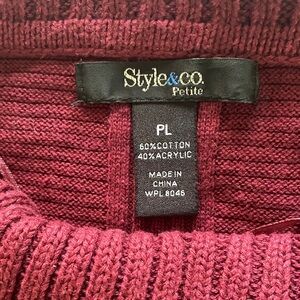 Style&co.
Petite
PL
60%COTTON
40%ACRYLIC
MADE IN
CHINA
WPL 8046